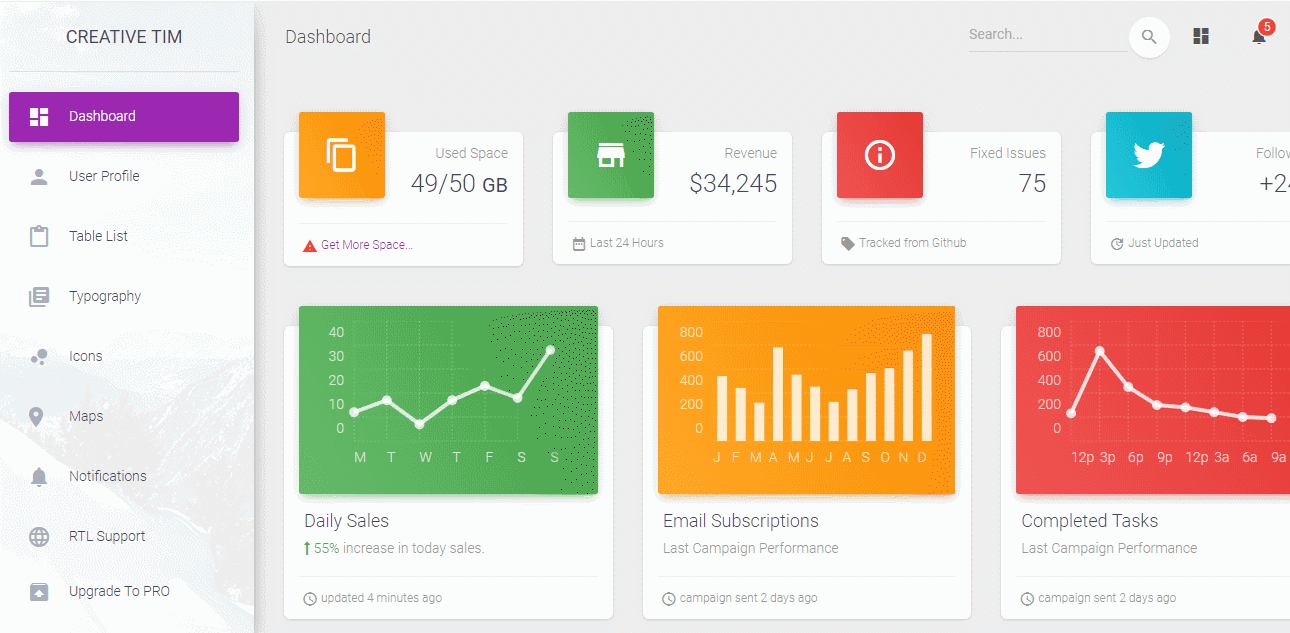 CREATIVE TIM
Dashboard
User Profile
Table List
Typography
Icons
Maps
Notifications
RTL Support
Upgrade To PRO
Dashboard
Search...
5
Used Space
49/50 GB
Get More Space...
Revenue
$34,245
Last 24 Hours
Fixed Issues
75
Tracked from Github
Just Updated
40
30
20
10
0
M T W T F S S
Daily Sales
55% increase in today sales.
updated 4 minutes ago
800
600
400
200
0
J F M A M J J A S O N D
Email Subscriptions
Last Campaign Performance
campaign sent 2 days ago
800
600
400
200
0
12p 3p 6p 9p 12p 3a 6a 9a
Completed Tasks
Last Campaign Performance
campaign sent 2 days ago